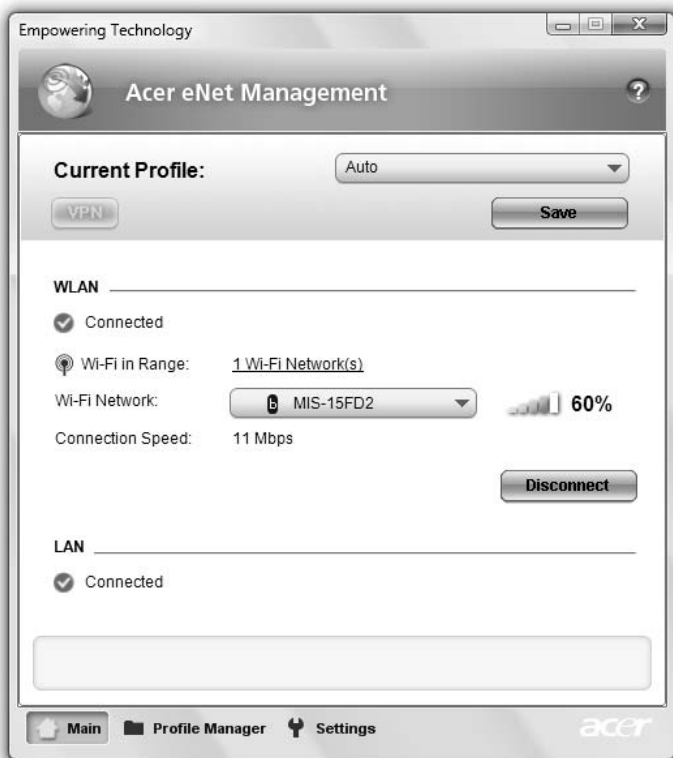 Empowering Technology
Acer eNet Management
?
Current Profile:
Auto
VPN
Save
WLAN
Connected
Wi-Fi in Range:
1 Wi-Fi Network(s)
Wi-Fi Network:
b MIS-15FD2
60%
Connection Speed:
11 Mbps
Disconnect
LAN
Connected
Main
Profile Manager
Settings
acer